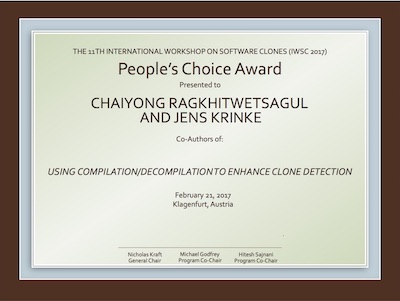 THE 11TH INTERNATIONAL WORKSHOP ON SOFTWARE CLONES (IWSC 2017)
People's Choice Award
Presented to
CHAIYONG RAGKHITWETSAGUL
AND JENS KRINKE
Co-Authors of:
USING COMPILATION/DECOMPILATION TO ENHANCE CLONE DETECTION
February 21, 2017
Klagenfurt, Austria
Nicholas Kraft Michael Godfrey Hitesh Sajnani
General Chair Program Co-Chair Program Co-Chair